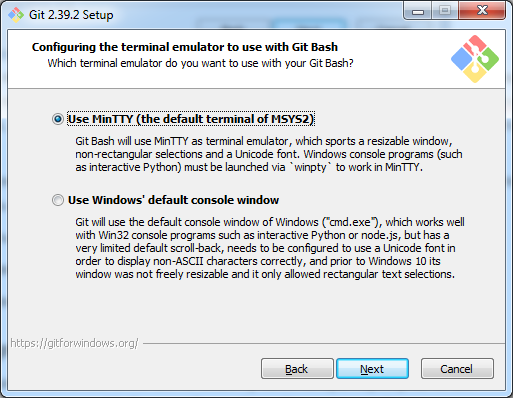 Git 2.39.2 Setup
Configuring the terminal emulator to use with Git Bash
Which terminal emulator do you want to use with your Git Bash?
Use MinTTY (the default terminal of MSYS2)
Git Bash will use MinTTY as terminal emulator, which sports a resizable window,
non-rectangular selections and a Unicode font. Windows console programs (such
as interactive Python) must be launched via `winpty` to work in MinTTY.
Use Windows' default console window
Git will use the default console window of Windows ("cmd.exe"), which works well
with Win32 console programs such as interactive Python or node.js, but has a
very limited default scroll-back, needs to be configured to use a Unicode font in
order to display non-ASCII characters correctly, and prior to Windows 10 its
window was not freely resizable and it only allowed rectangular text selections.
https://gitforwindows.org/
Back Next Cancel